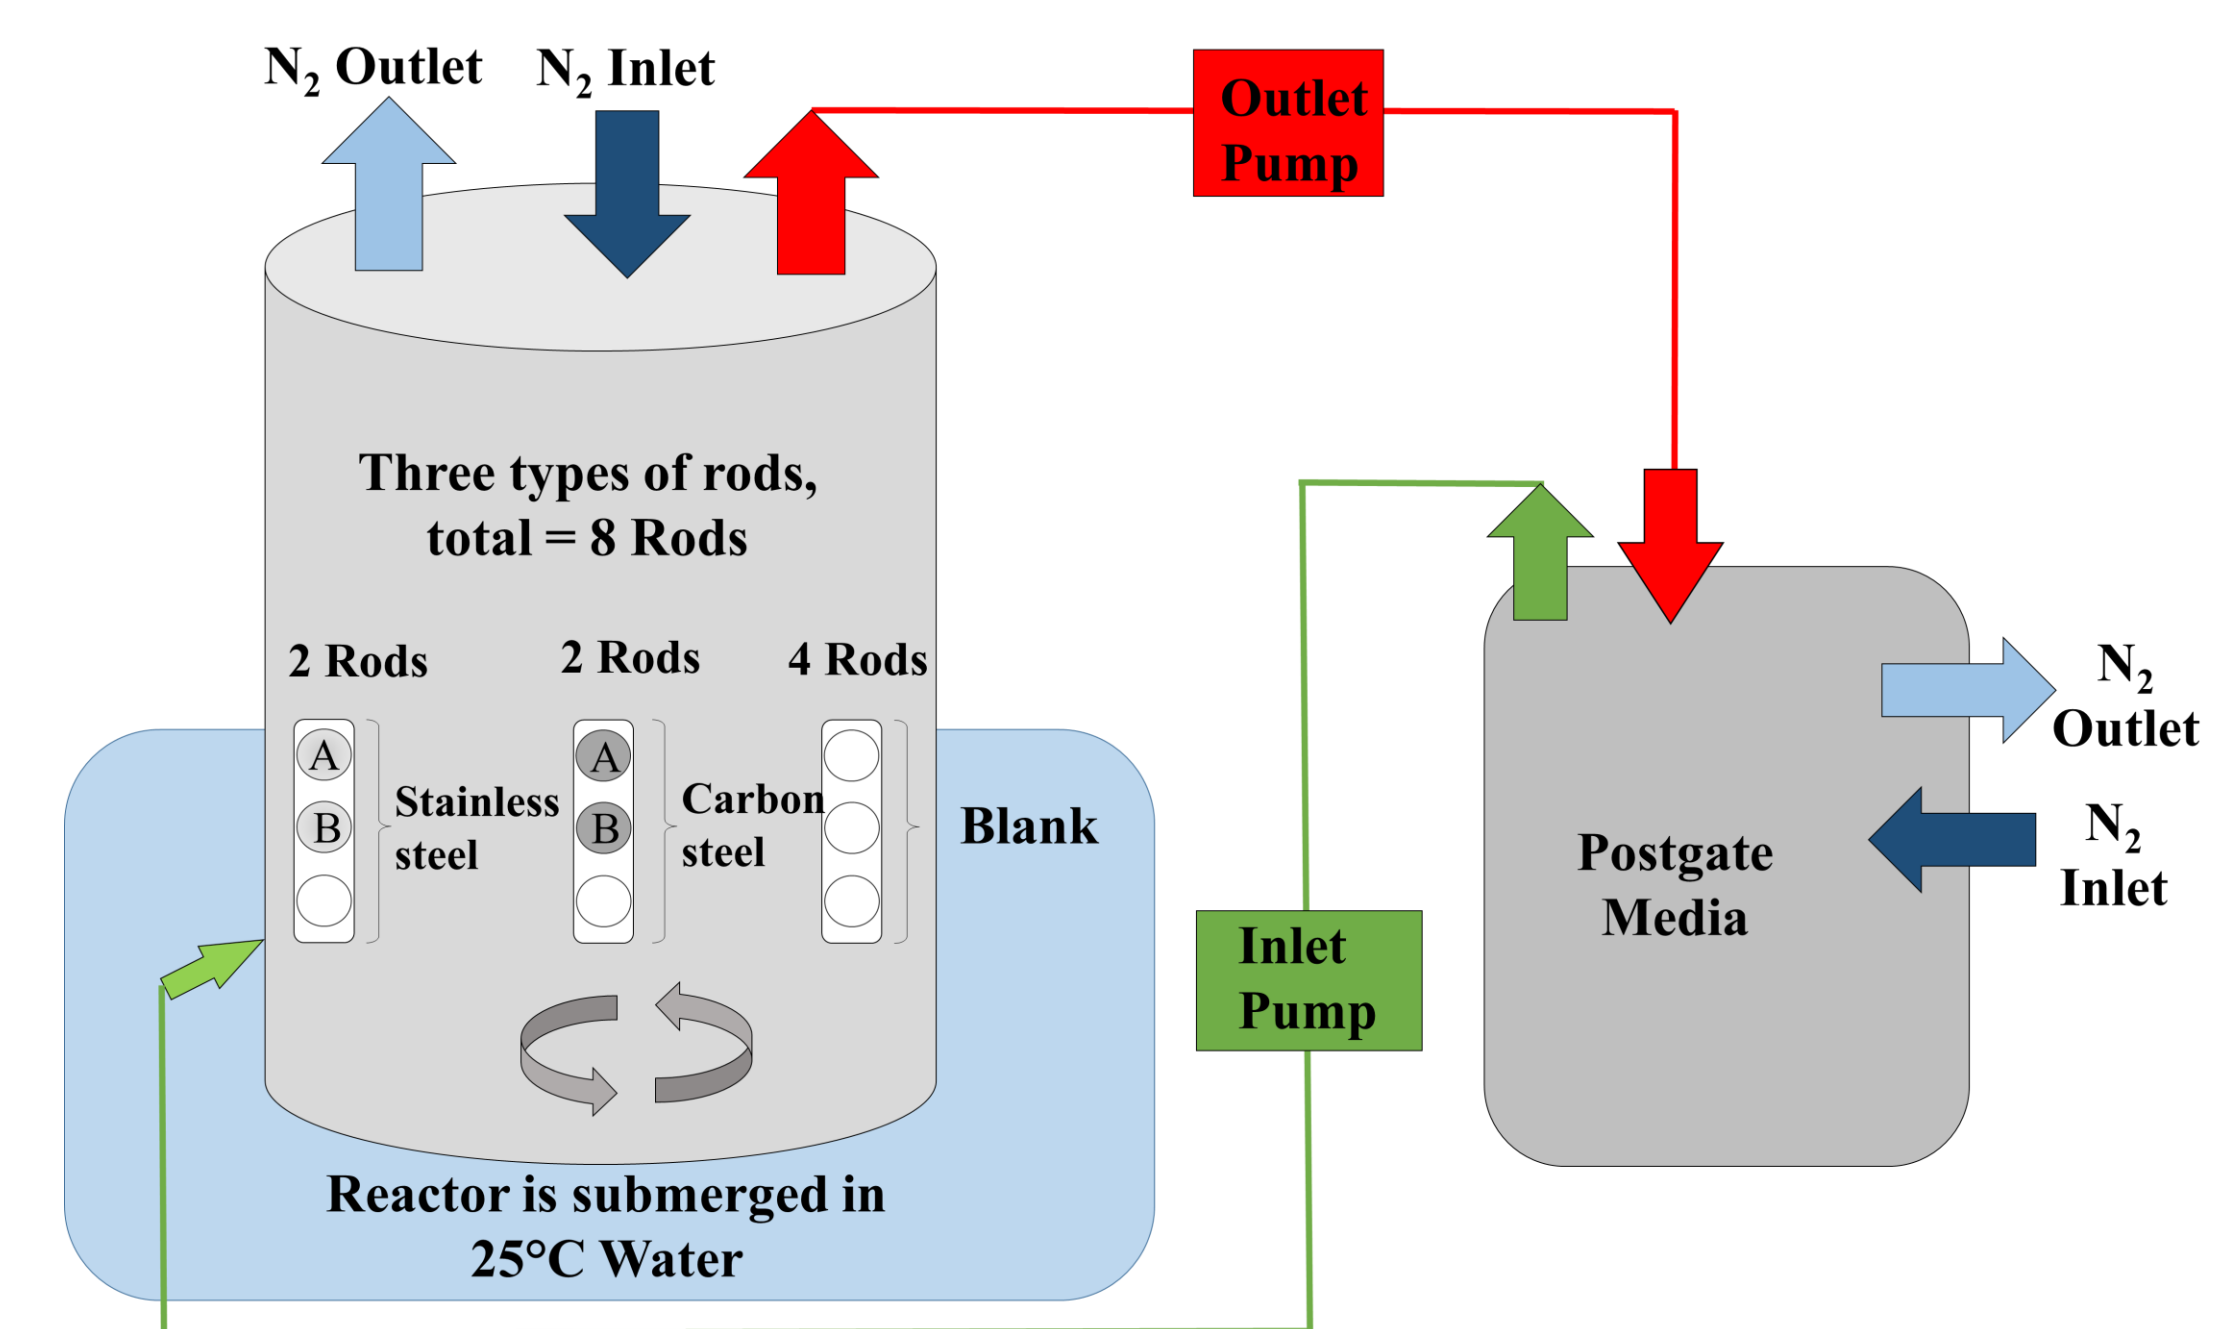 N₂ Outlet
N₂ Inlet
Outlet
Pump
Three types of rods,
total = 8 Rods
2 Rods
2 Rods
4 Rods
A
B
Stainless
steel
A
B
Carbon
steel
Blank
Reactor is submerged in
25°C Water
Inlet
Pump
Postgate
Media
N₂
Outlet
N₂
Inlet